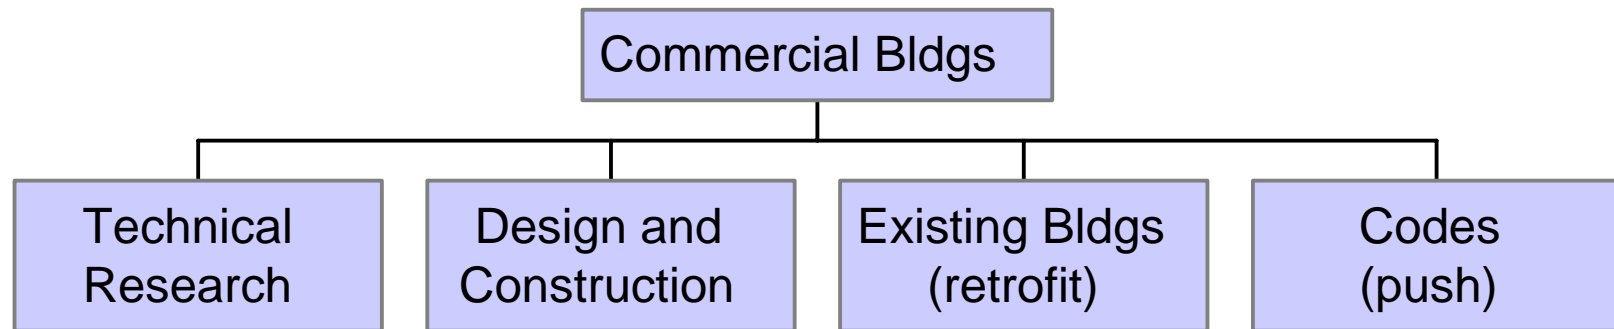 Commercial Bldgs
Technical
Research
Design and
Construction
Existing Bldgs
(retrofit)
Codes
(push)